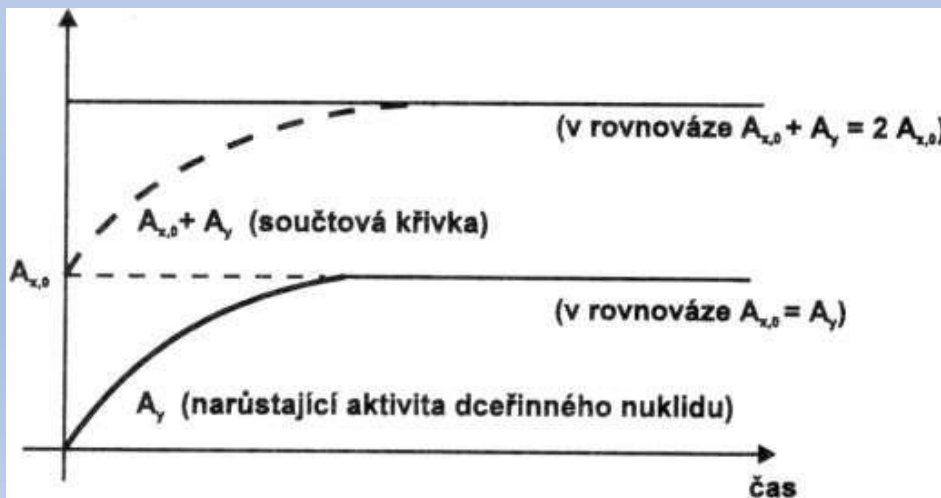 (v rovnováze Ax,0 + Ay = 2 Ax,0)
Ax,0+ Ay (součtová křivka)
Ax,0
(v rovnováze Ax,0 = Ay)
Ay (narůstající aktivita dceřinného nuklidu)
čas